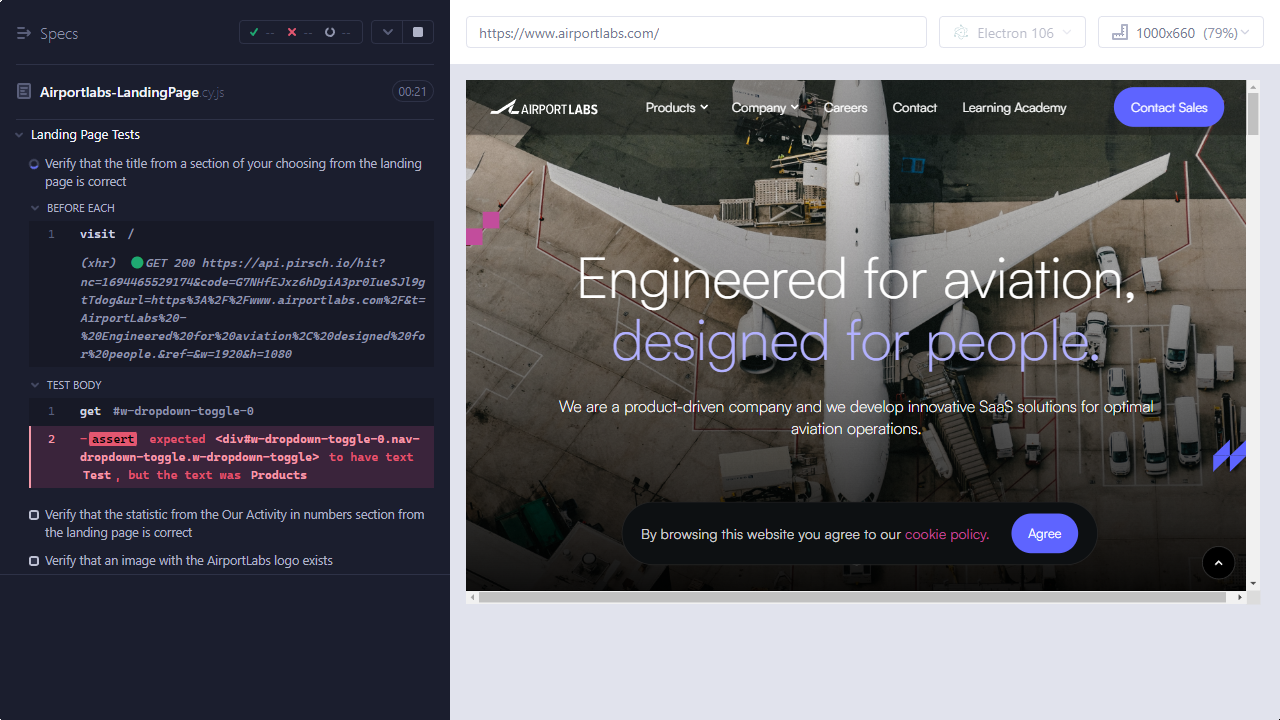 Specs
-- -- --
https://www.airportlabs.com/
Electron 106
1000x660 (79%)
Airportlabs-LandingPage.cy.js
00:21
Landing Page Tests
Verify that the title from a section of your choosing from the landing
page is correct
BEFORE EACH
1 visit /
(xhr) GET 200 https://api.pirsch.io/hit?
nc=1694465529174&code=G7NHfEJxz6hDgiA3pr0IueSJl9g
tTdog&url=https%3A%2F%2Fwww.airportlabs.com%2F&t=
AirportLabs%20-
%20Engineered%20for%20aviation%2C%20designed%20fo
r%20people.&ref=&w=1920&h=1080
TEST BODY
1 get #w-dropdown-toggle-0
2 -assert expected <div#w-dropdown-toggle-0.nav-
dropdown-toggle.w-dropdown-toggle> to have text
Test, but the text was Products
Verify that the statistic from the Our Activity in numbers section from
the landing page is correct
Verify that an image with the AirportLabs logo exists
AIRPORT LABS
Products
Company
Careers
Contact
Learning Academy
Contact Sales
Engineered for aviation,
designed for people.
We are a product-driven company and we develop innovative SaaS solutions for optimal
aviation operations.
By browsing this website you agree to our cookie policy.
Agree